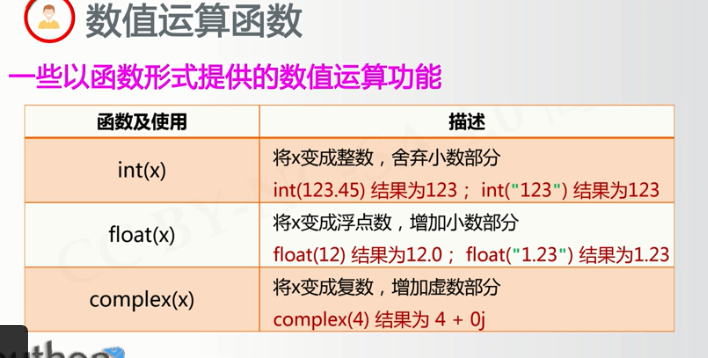 数值运算函数
一些以函数形式提供的数值运算功能
函数及使用 描述
int(x)
将x变成整数，舍弃小数部分
int(123.45) 结果为123； int("123") 结果为123
float(x)
将x变成浮点数，增加小数部分
float(12) 结果为12.0； float("1.23") 结果为1.23
complex(x)
将x变成复数，增加虚数部分
complex(4) 结果为 4 + 0j